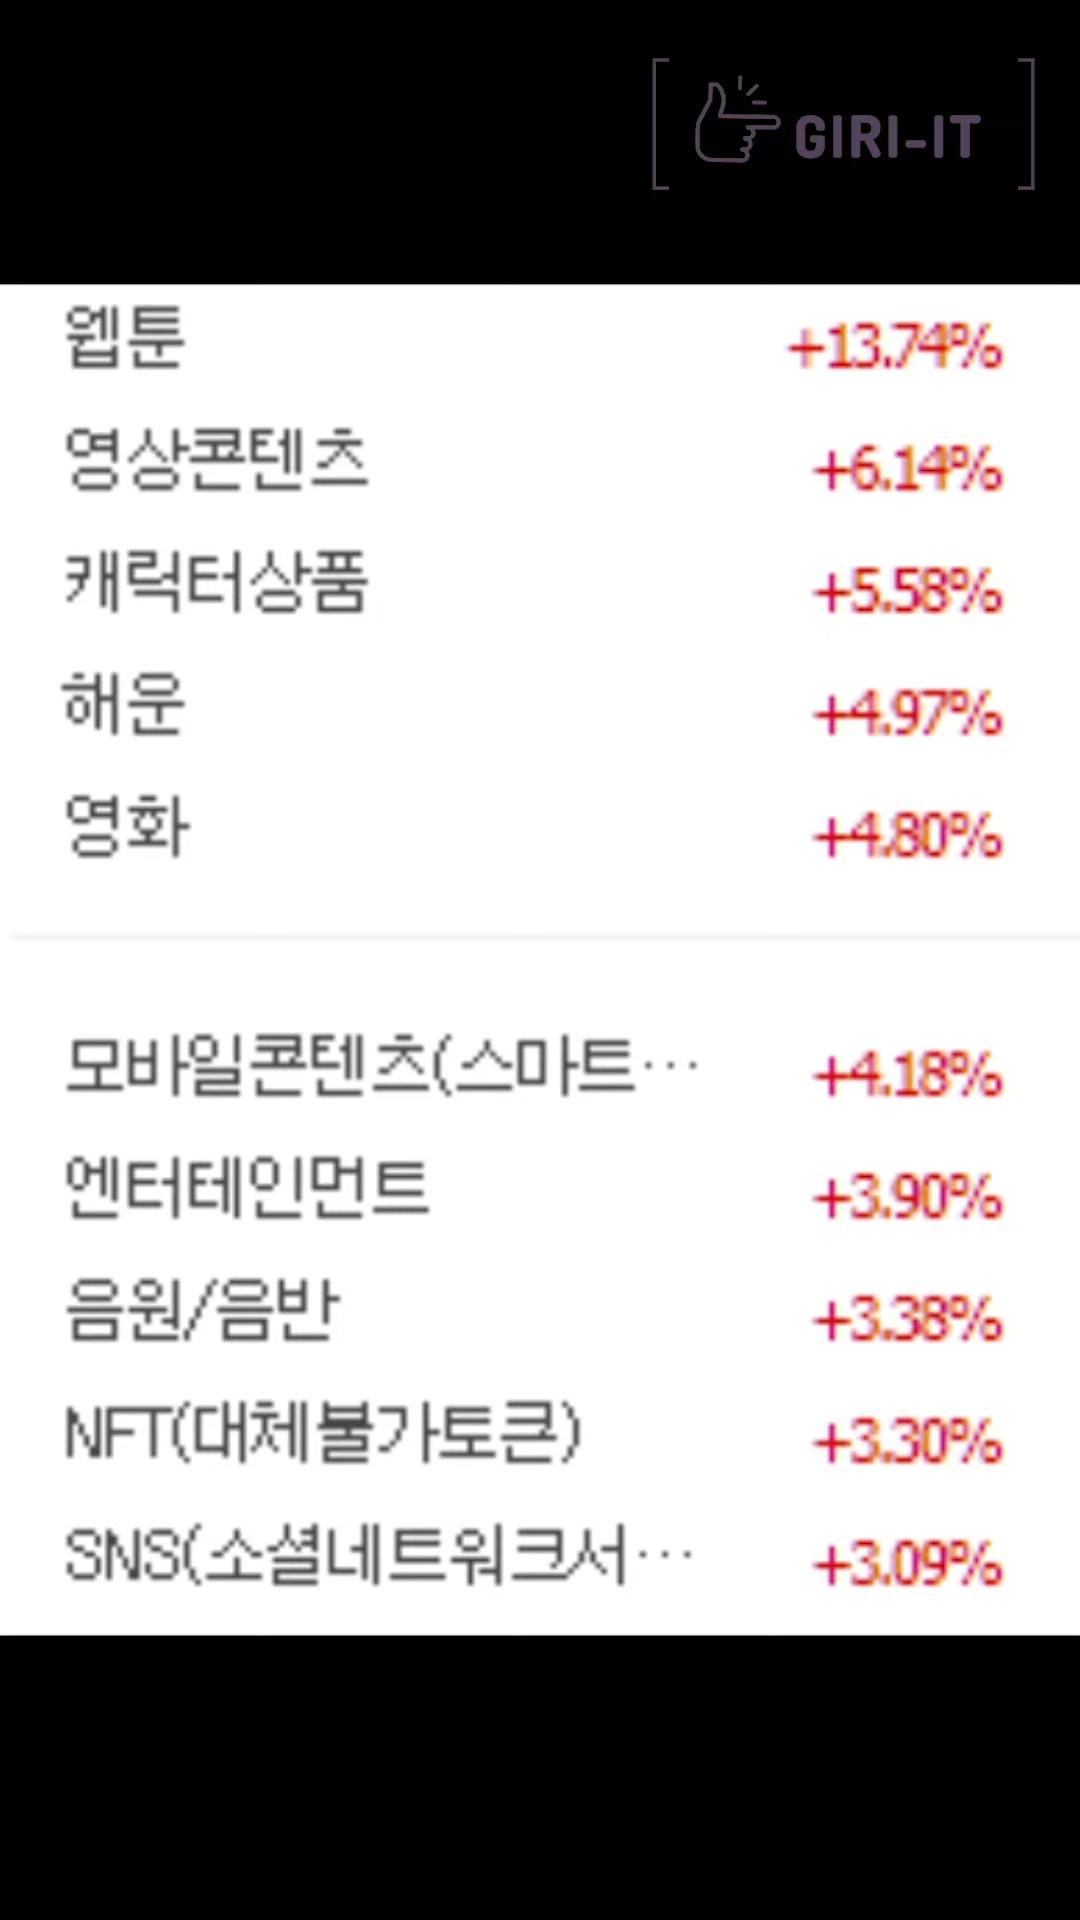 GIRI-IT
웹툰 +13.74%
영상콘텐츠 +6.14%
캐릭터상품 +5.58%
해운 +4.97%
영화 +4.80%
모바일콘텐츠(스마트… +4.18%
엔터테인먼트 +3.90%
음원/음반 +3.38%
NFT(대체불가토큰) +3.30%
SNS(소셜네트워크서… +3.09%